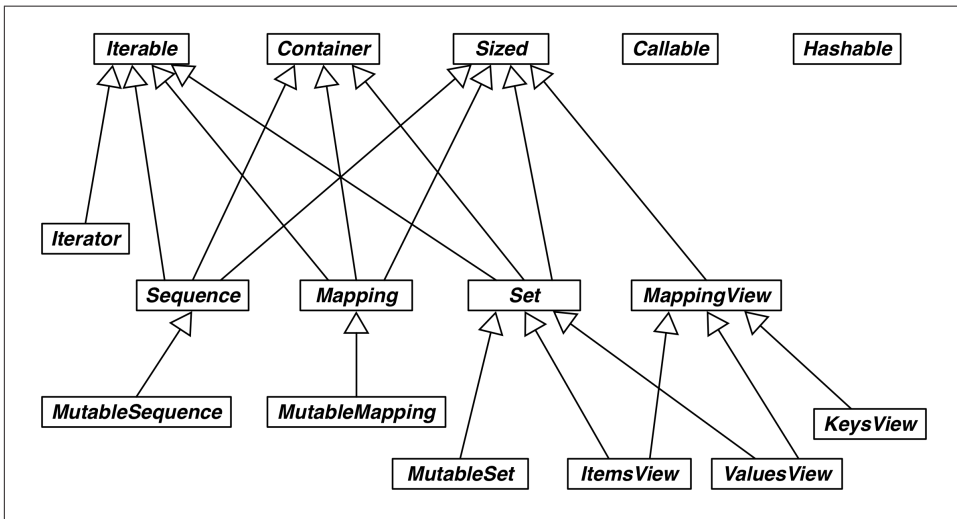 Iterable
Container
Sized
Callable
Hashable
Iterator
Sequence
Mapping
Set
MappingView
MutableSequence
MutableMapping
KeysView
MutableSet
ItemsView
ValuesView